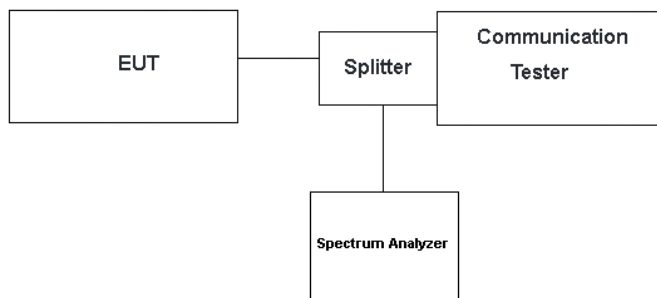 EUT
Splitter
Communication
Tester
Spectrum Analyzer